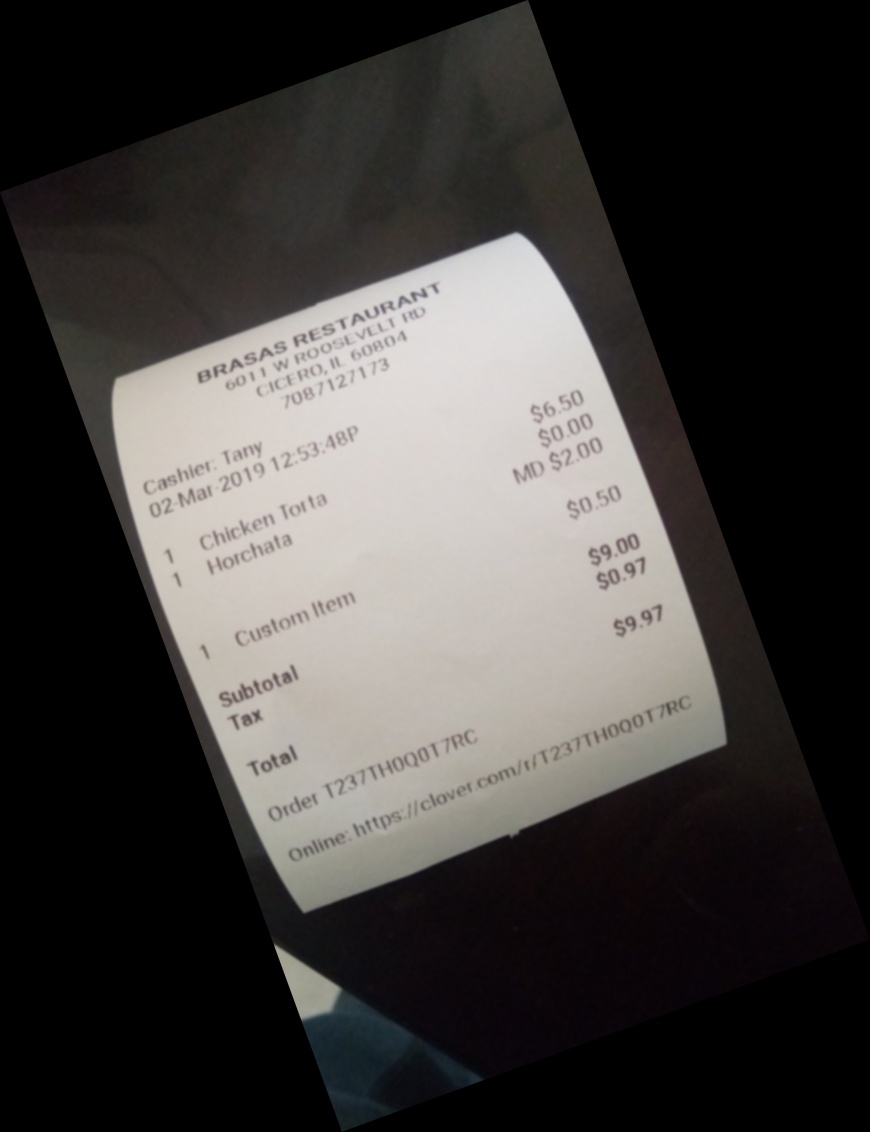 BRASAS RESTAURANT
6011 W ROOSEVELT RD
CICERO, IL 60804
7087127173
Cashier: Tany
02-Mar-2019 12:53:48P
1 Chicken Torta $6.50
1 Horchata $0.00
MD $2.00
1 Custom Item $0.50
Subtotal $9.00
Tax $0.97
Total $9.97
Order T237TH0Q0T7RC
Online: https://clover.com/r/T237TH0Q0T7RC